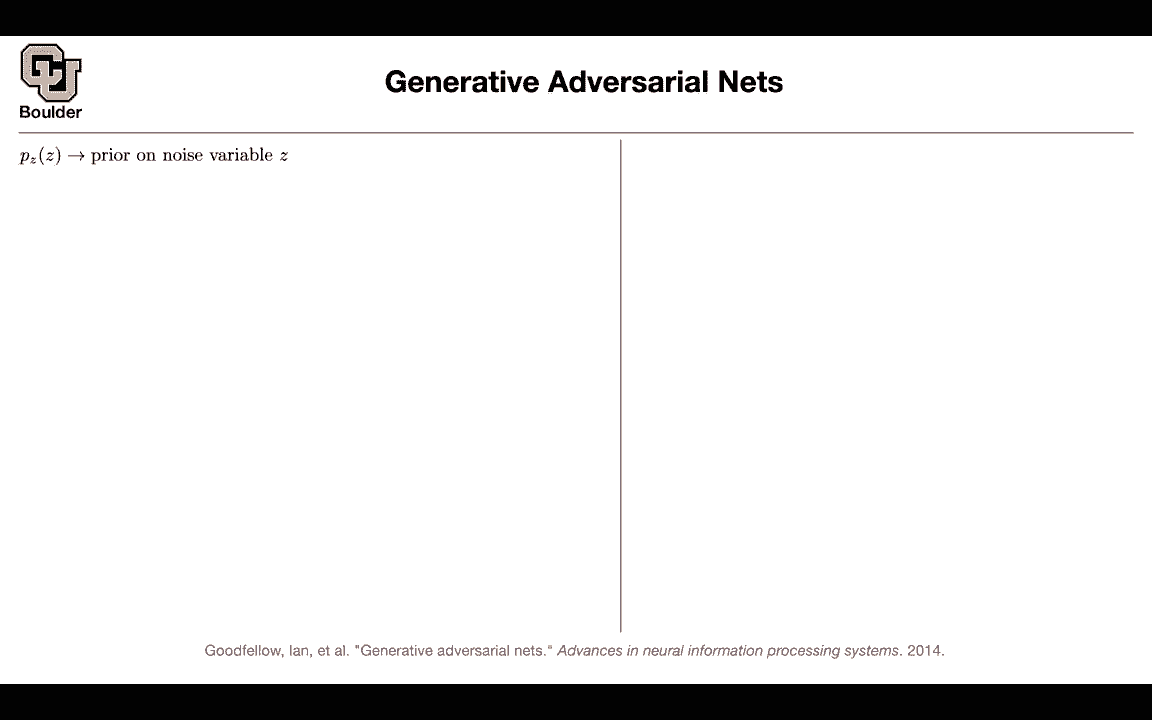 CU
Boulder
Generative Adversarial Nets
p_z(z) → prior on noise variable z
Goodfellow, Ian, et al. "Generative adversarial nets." Advances in neural information processing systems. 2014.